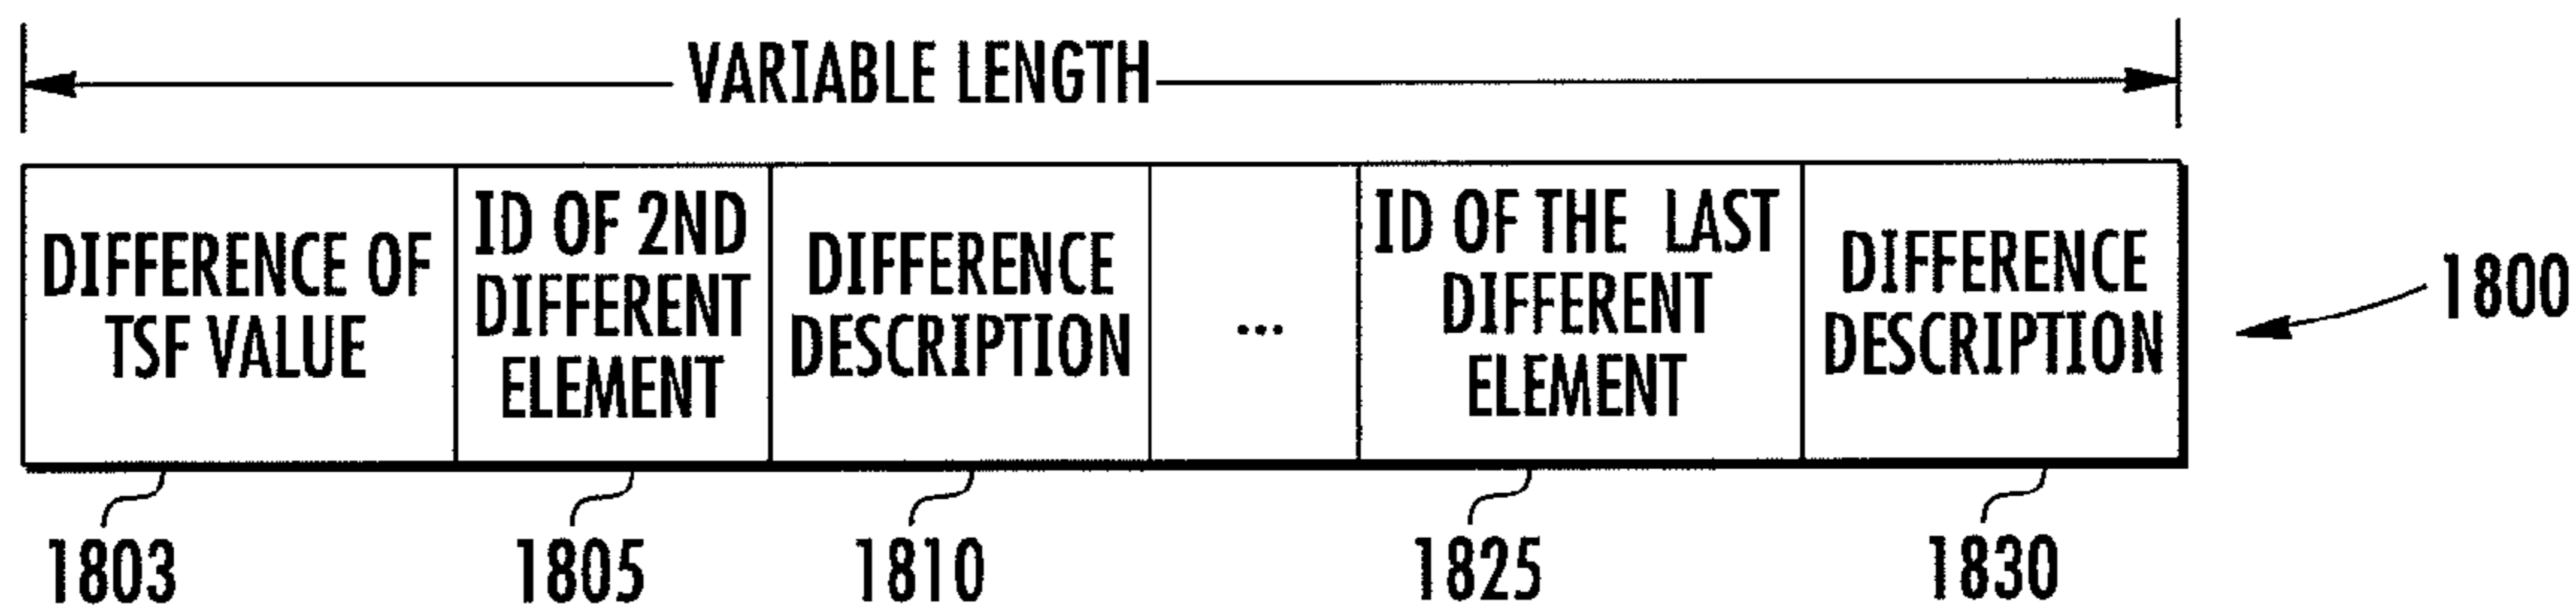 VARIABLE LENGTH
DIFFERENCE OF
TSF VALUE
ID OF 2ND
DIFFERENT
ELEMENT
DIFFERENCE
DESCRIPTION
...
ID OF THE LAST
DIFFERENT
ELEMENT
DIFFERENCE
DESCRIPTION
1800
1803
1805
1810
1825
1830